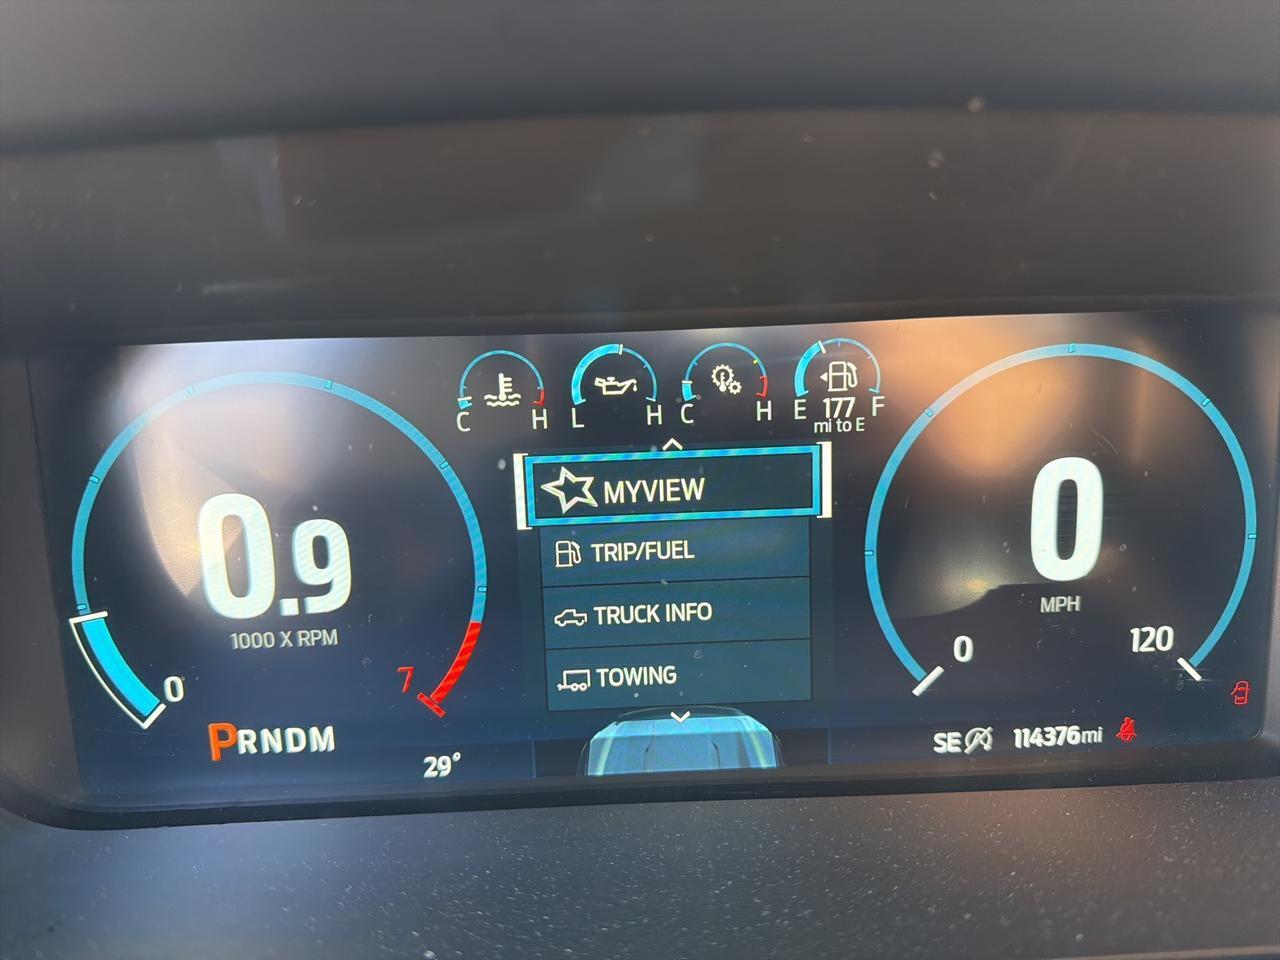 C H
L H
C H
E 177 F
mi to E
MYVIEW
TRIP/FUEL
TRUCK INFO
TOWING
0.9
1000 X RPM
0
7
PRNDM
29°
0
MPH
0
120
SE 114376mi